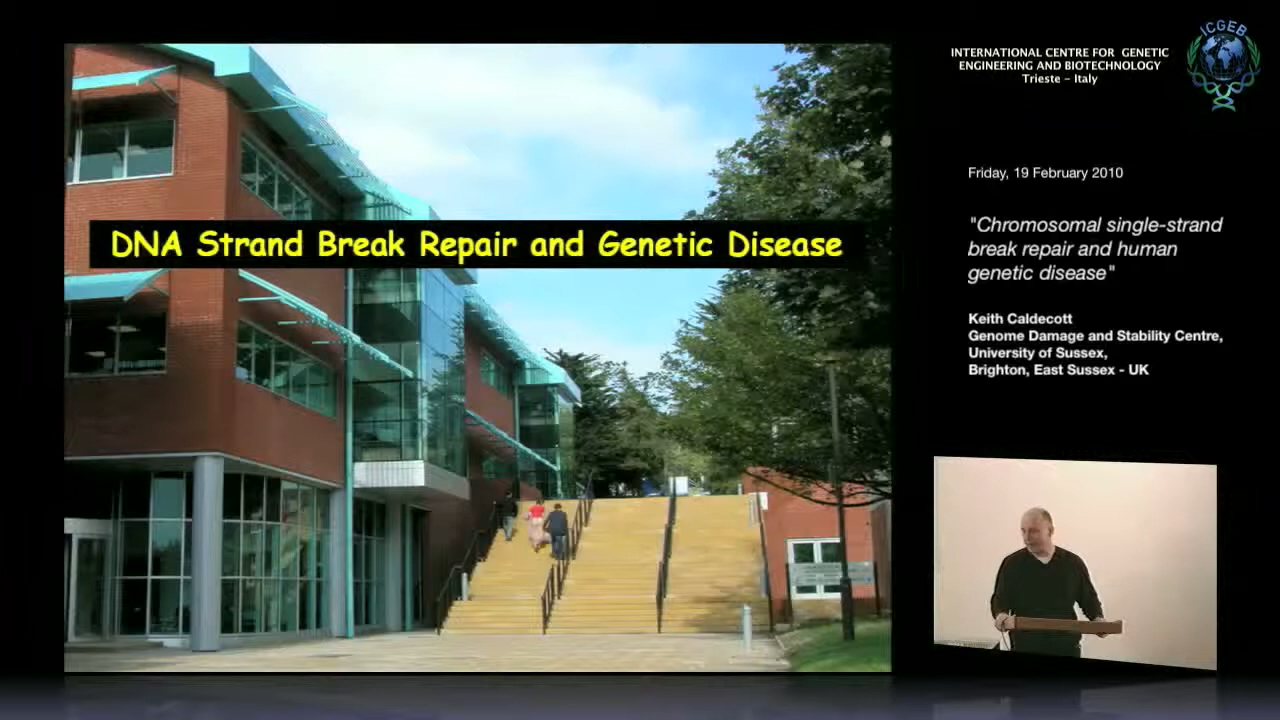 DNA Strand Break Repair and Genetic Disease
ICGEB
INTERNATIONAL CENTRE FOR GENETIC
ENGINEERING AND BIOTECHNOLOGY
Trieste - Italy
Friday, 19 February 2010
"Chromosomal single-strand
break repair and human
genetic disease"
Keith Caldecott
Genome Damage and Stability Centre,
University of Sussex,
Brighton, East Sussex - UK